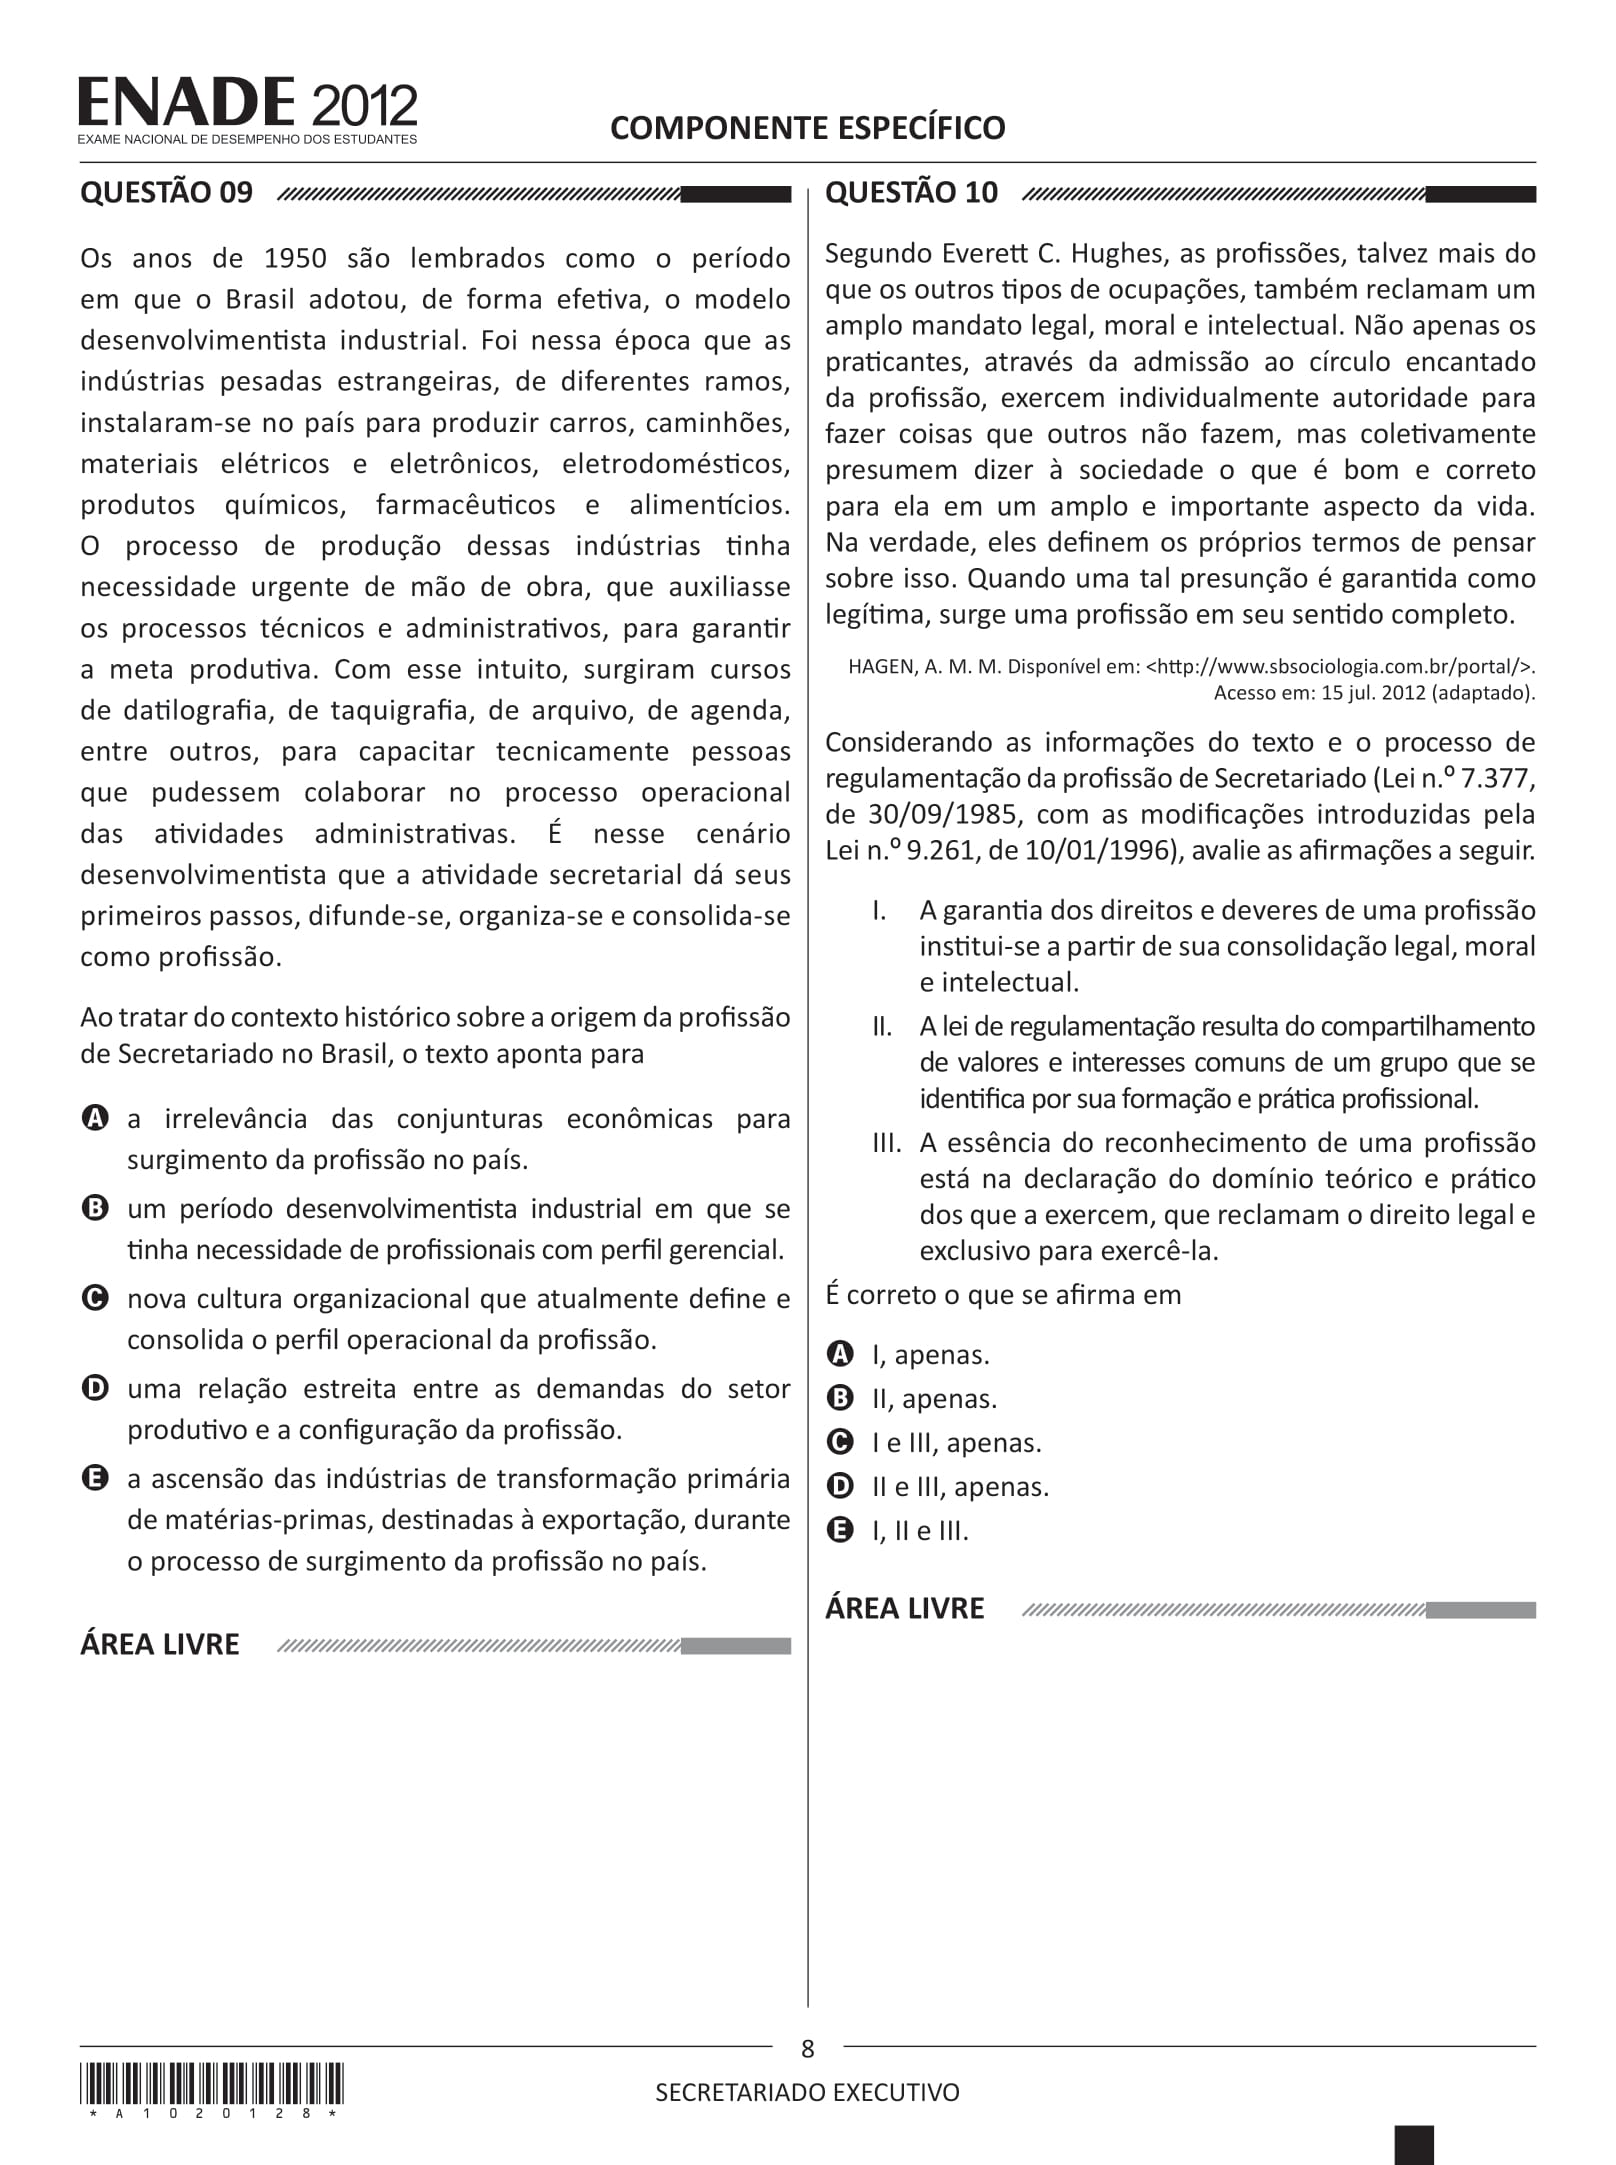 ENADE 2012
EXAME NACIONAL DE DESEMPENHO DOS ESTUDANTES
COMPONENTE ESPECÍFICO
QUESTÃO 09
Os anos de 1950 são lembrados como o período
em que o Brasil adotou, de forma efetiva, o modelo
desenvolvimentista industrial. Foi nessa época que as
indústrias pesadas estrangeiras, de diferentes ramos,
instalaram-se no país para produzir carros, caminhões,
materiais elétricos e eletrônicos, eletrodomésticos,
produtos químicos, farmacêuticos e alimentícios.
O processo de produção dessas indústrias tinha
necessidade urgente de mão de obra, que auxiliasse
os processos técnicos e administrativos, para garantir
a meta produtiva. Com esse intuito, surgiram cursos
de datilografia, de taquigrafia, de arquivo, de agenda,
entre outros, para capacitar tecnicamente pessoas
que pudessem colaborar no processo operacional
das atividades administrativas. É nesse cenário
desenvolvimentista que a atividade secretarial dá seus
primeiros passos, difunde-se, organiza-se e consolida-se
como profissão.
Ao tratar do contexto histórico sobre a origem da profissão
de Secretariado no Brasil, o texto aponta para
A a irrelevância das conjunturas econômicas para
surgimento da profissão no país.
B um período desenvolvimentista industrial em que se
tinha necessidade de profissionais com perfil gerencial.
C nova cultura organizacional que atualmente define e
consolida o perfil operacional da profissão.
D uma relação estreita entre as demandas do setor
produtivo e a configuração da profissão.
E a ascensão das indústrias de transformação primária
de matérias-primas, destinadas à exportação, durante
o processo de surgimento da profissão no país.
ÁREA LIVRE
QUESTÃO 10
Segundo Everett C. Hughes, as profissões, talvez mais do
que os outros tipos de ocupações, também reclamam um
amplo mandato legal, moral e intelectual. Não apenas os
praticantes, através da admissão ao círculo encantado
da profissão, exercem individualmente autoridade para
fazer coisas que outros não fazem, mas coletivamente
presumem dizer à sociedade o que é bom e correto
para ela em um amplo e importante aspecto da vida.
Na verdade, eles definem os próprios termos de pensar
sobre isso. Quando uma tal presunção é garantida como
legítima, surge uma profissão em seu sentido completo.
HAGEN, A. M. M. Disponível em: <http://www.sbsociologia.com.br/portal/>.
Acesso em: 15 jul. 2012 (adaptado).
Considerando as informações do texto e o processo de
regulamentação da profissão de Secretariado (Lei n.º 7.377,
de 30/09/1985, com as modificações introduzidas pela
Lei n.º 9.261, de 10/01/1996), avalie as afirmações a seguir.
I. A garantia dos direitos e deveres de uma profissão
institui-se a partir de sua consolidação legal, moral
e intelectual.
II. A lei de regulamentação resulta do compartilhamento
de valores e interesses comuns de um grupo que se
identifica por sua formação e prática profissional.
III. A essência do reconhecimento de uma profissão
está na declaração do domínio teórico e prático
dos que a exercem, que reclamam o direito legal e
exclusivo para exercê-la.
É correto o que se afirma em
A I, apenas.
B II, apenas.
C I e III, apenas.
D II e III, apenas.
E I, II e III.
ÁREA LIVRE
8
SECRETARIADO EXECUTIVO
* A 1 0 2 0 1 2 8 *